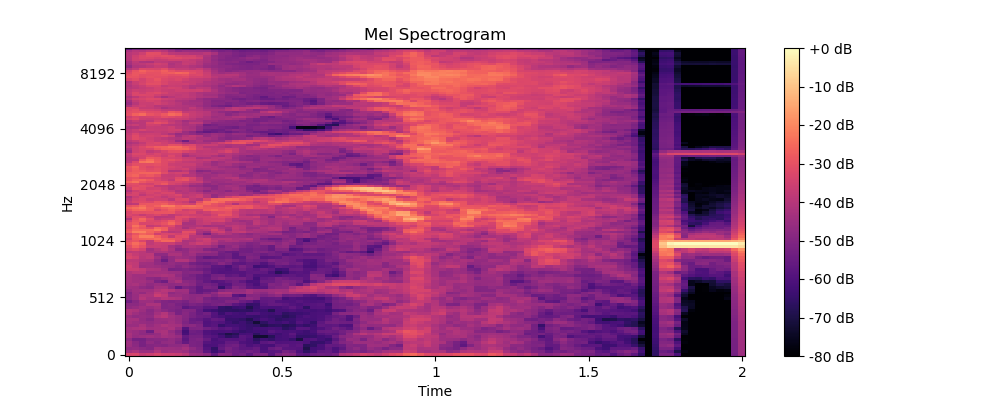 Mel Spectrogram
Hz
8192
4096
2048
1024
512
0
0 0.5 1 1.5 2
Time
+0 dB
-10 dB
-20 dB
-30 dB
-40 dB
-50 dB
-60 dB
-70 dB
-80 dB